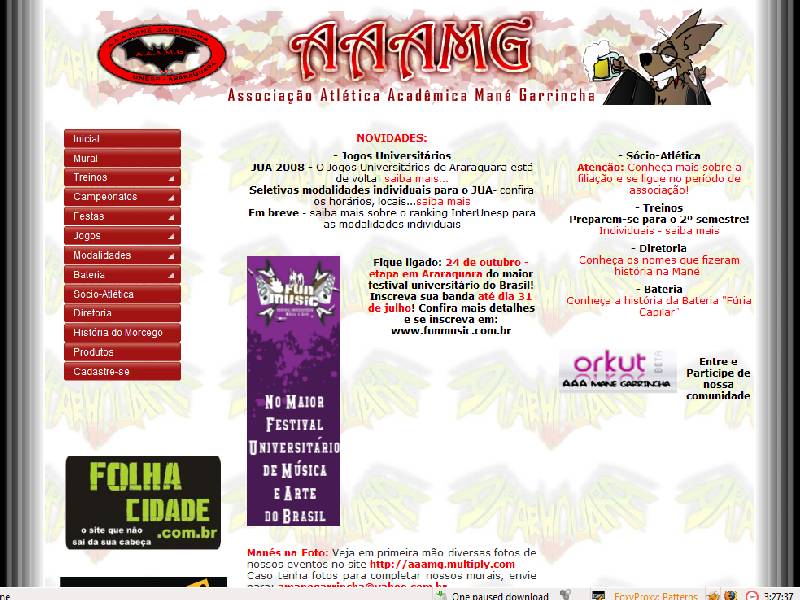 AAAMG
Associação Atlética Acadêmica Mané Garrincha
Inicial
Mural
Treinos
Campeonatos
Festas
Jogos
Modalidades
Bateria
Sócio-Atlética
Diretoria
História do Morcego
Produtos
Cadastre-se
FOLHA
CIDADE
.com.br
o site que não
sai da sua cabeça
NOVIDADES:
- Jogos Universitários
JUA 2008 - O Jogos Universitários de Araraquara está
de volta! saiba mais...
Seletivas modalidades individuais para o JUA- confira
os horários, locais...saiba mais
Em breve - saiba mais sobre o ranking InterUnesp para
as modalidades individuais
FUN
MUSIC
No Maior
Festival
Universitário
de Música
e Arte
do Brasil
Fique ligado: 24 de outubro -
etapa em Araraquara do maior
festival universitário do Brasil!
Inscreva sua banda até dia 31
de julho! Confira mais detalhes
e se inscreva em:
www.funmusic.com.br
Manés na Foto: Veja em primeira mão diversas fotos de
nossos eventos no site http://aaamg.multiply.com
Caso tenha fotos para completar nossos murais, envie
para: amanegarrincha@yahoo.com.br
- Sócio-Atlética
Atenção: Conheça mais sobre a
filiação e se ligue no período de
associação!
- Treinos
Preparem-se para o 2º semestre!
Individuais - saiba mais
- Diretoria
Conheça os nomes que fizeram
história na Mané
- Bateria
Conheça a história da Bateria "Fúria
Capilar"
orkut BETA
AAA MANE GARRINCHA
Entre e
Participe de
nossa
comunidade
One paused download
FoxyProxy: Patterns
3:27:37